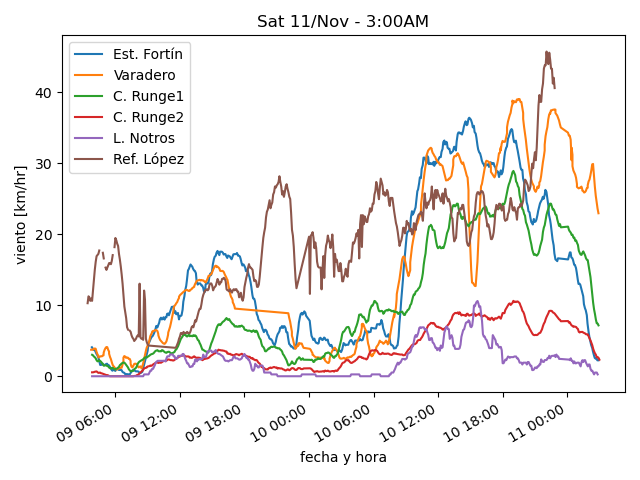 Sat 11/Nov - 3:00AM
Est. Fortín
Varadero
C. Runge1
C. Runge2
L. Notros
Ref. López
viento [km/hr]
40
30
20
10
0
09 06:00
09 12:00
09 18:00
10 00:00
10 06:00
10 12:00
10 18:00
11 00:00
fecha y hora